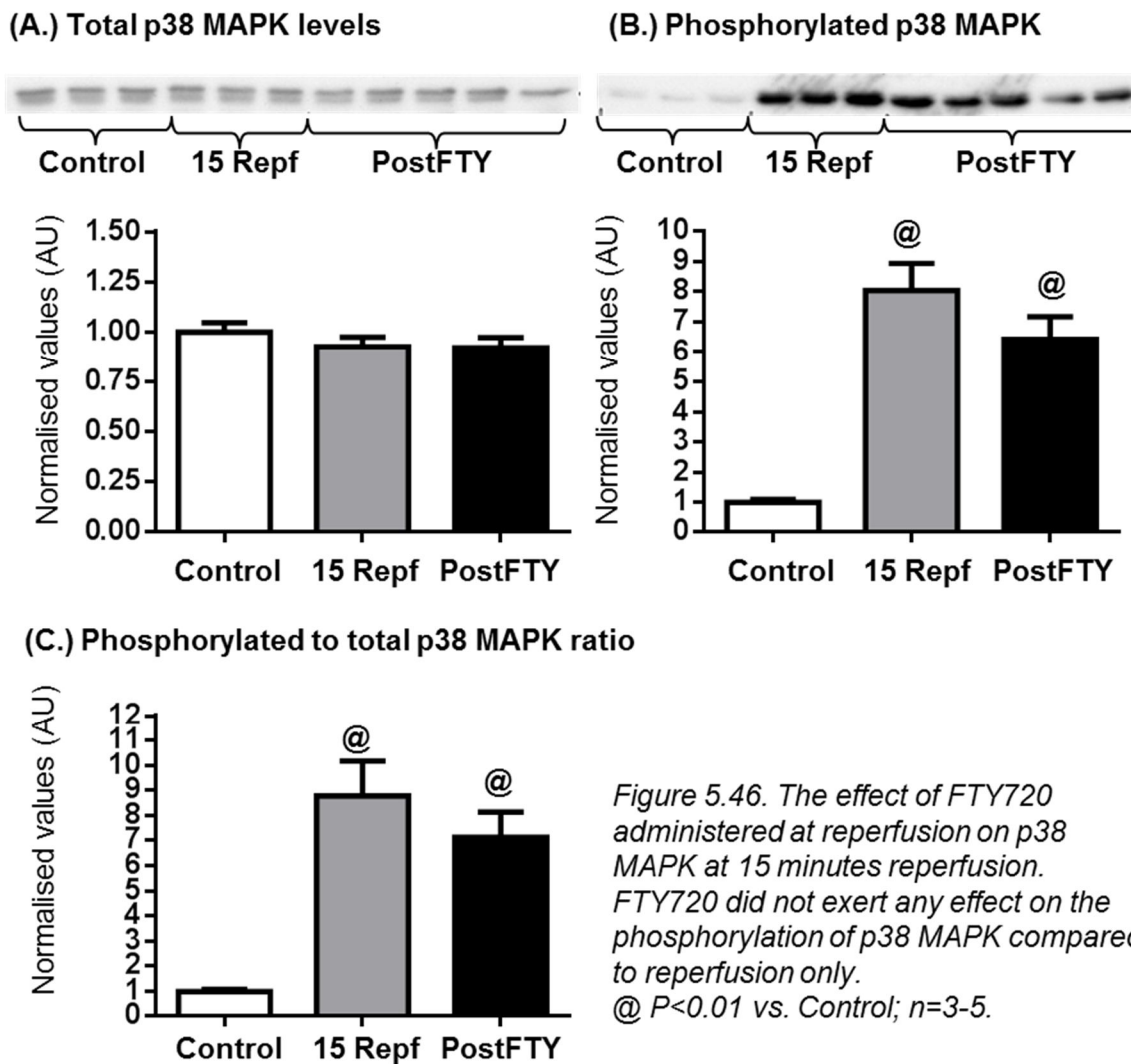 (A.) Total p38 MAPK levels
(B.) Phosphorylated p38 MAPK
Control 15 Repf PostFTY
Control 15 Repf PostFTY
Normalised values (AU)
1.50
1.25
1.00
0.75
0.50
0.25
0.00
Control 15 Repf PostFTY
Normalised values (AU)
10
9
8
7
6
5
4
3
2
1
0
@
@
Control 15 Repf PostFTY
(C.) Phosphorylated to total p38 MAPK ratio
Normalised values (AU)
12
11
10
9
8
7
6
5
4
3
2
1
0
@
@
Control 15 Repf PostFTY
Figure 5.46. The effect of FTY720
administered at reperfusion on p38
MAPK at 15 minutes reperfusion.
FTY720 did not exert any effect on the
phosphorylation of p38 MAPK compared
to reperfusion only.
@ P<0.01 vs. Control; n=3-5.